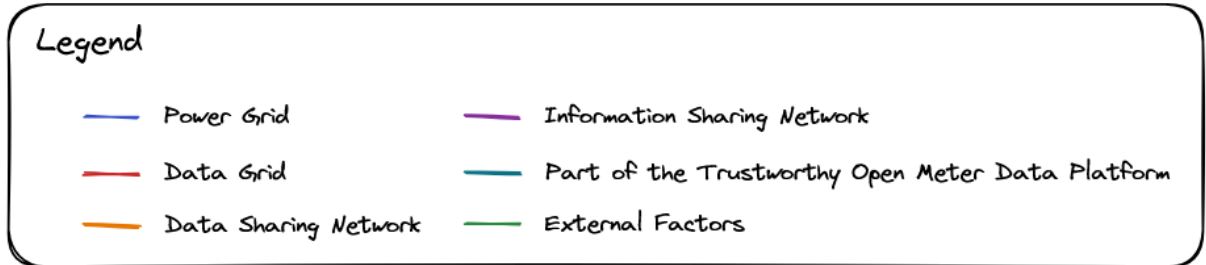 Legend
Power Grid
Data Grid
Data Sharing Network
Information Sharing Network
Part of the Trustworthy Open Meter Data Platform
External Factors